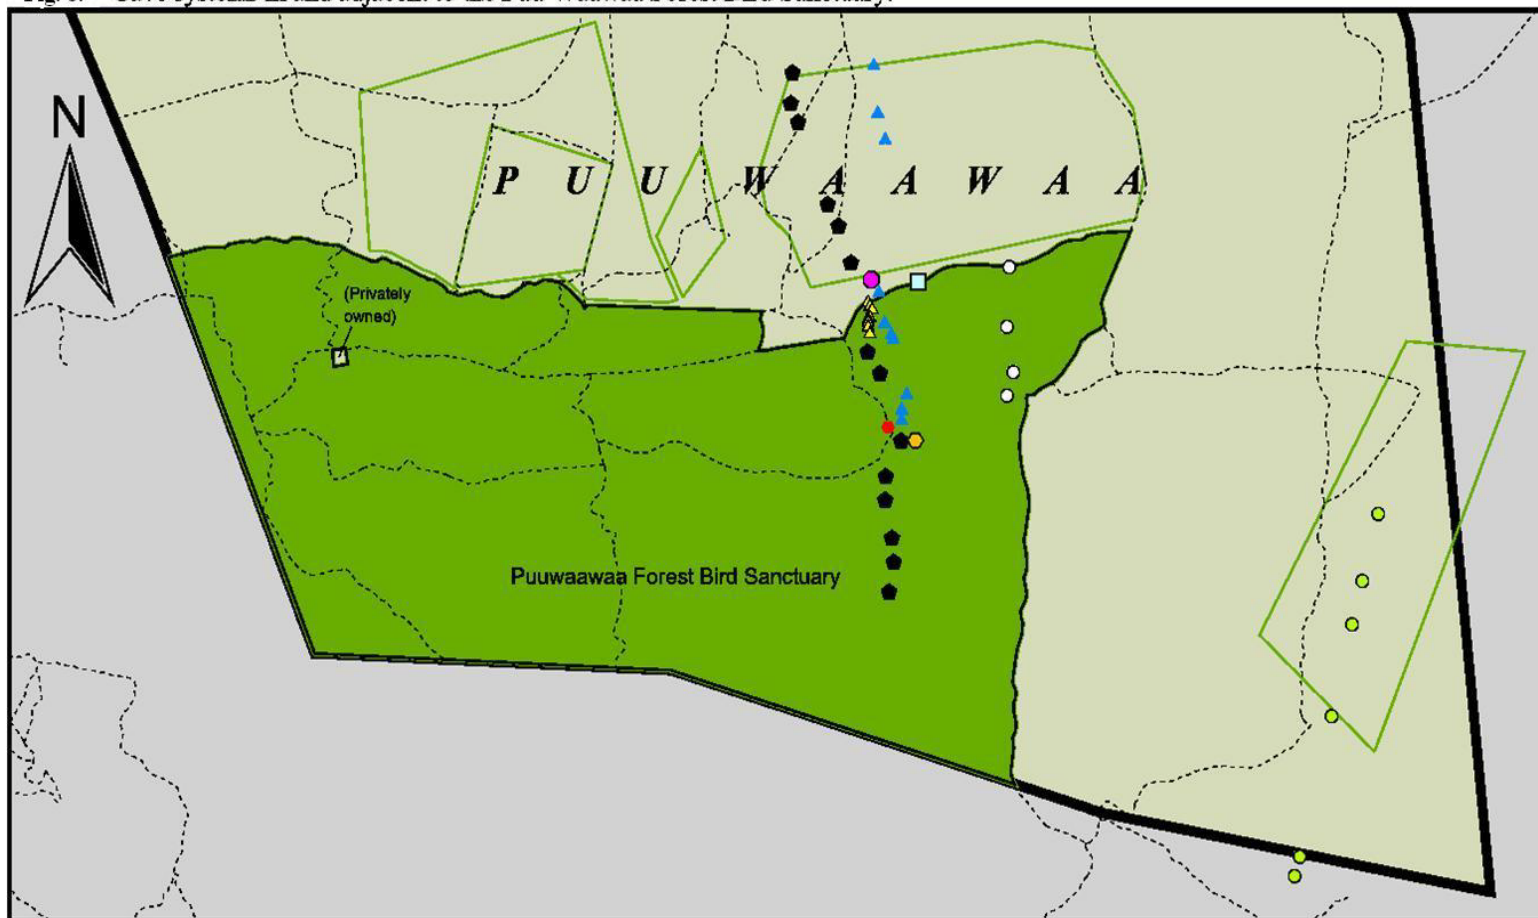 N
P U U W A A W A A
(Privately
owned)
Puuwaawaa Forest Bird Sanctuary